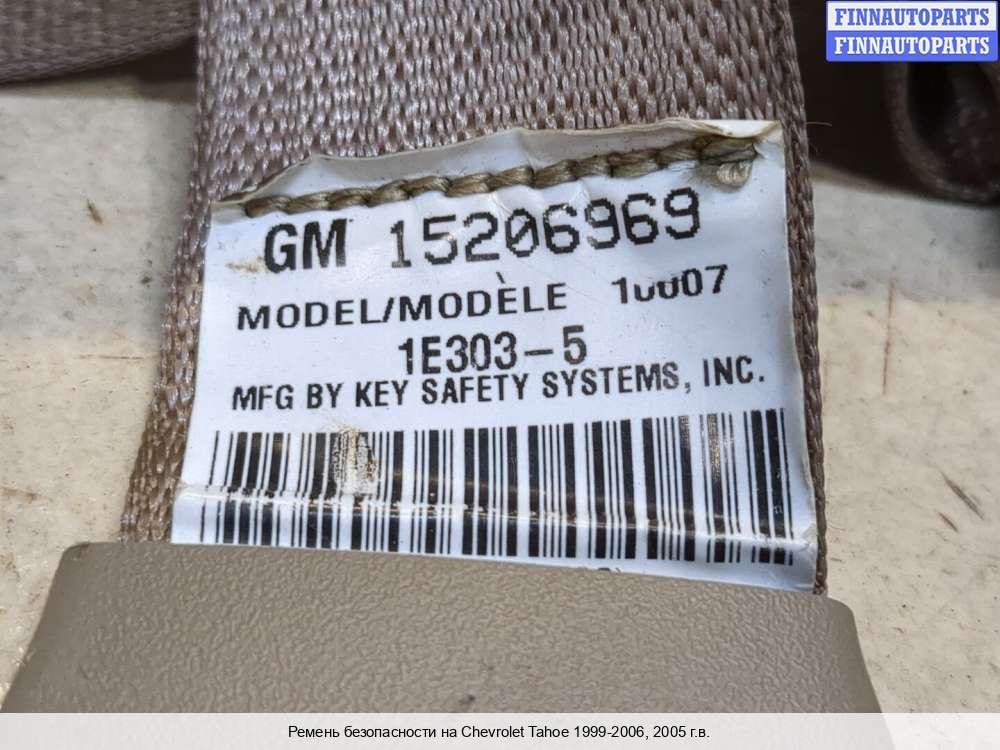 FINNAUTOPARTS
FINNAUTOPARTS
GM 15206969
MODEL/MODÈLE 10007
1E303-5
MFG BY KEY SAFETY SYSTEMS, INC.
Ремень безопасности на Chevrolet Tahoe 1999-2006, 2005 г.в.